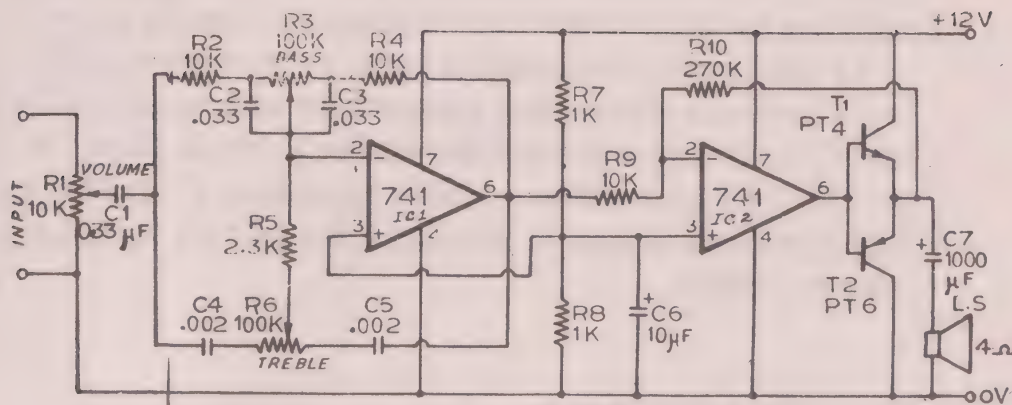 R2
10K
R3
100K
BASS
R4
10K
+12V
C2
.033
C3
.033
R7
1K
R10
270K
T1
PT4
INPUT
VOLUME
R1
10K
C1
.033 µF
2
-
7
741
IC1
6
3
+
4
R5
2.3K
R9
10K
2
-
7
741
IC2
6
3
+
4
C4
.002
R6
100K
TREBLE
C5
.002
R8
1K
+
C6
10µF
T2
PT6
+
C7
1000
µF
L.S
4Ω
0V